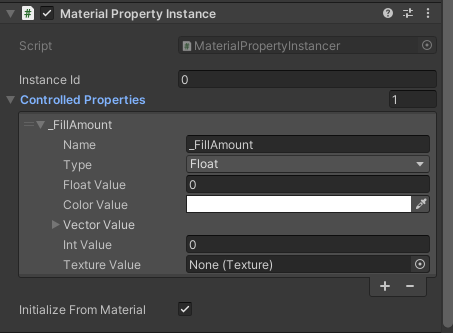 Material Property Instance
Script MaterialPropertyInstancer
Instance Id 0
Controlled Properties 1
_FillAmount
Name _FillAmount
Type Float
Float Value 0
Color Value
Vector Value
Int Value 0
Texture Value None (Texture)
+ −
Initialize From Material